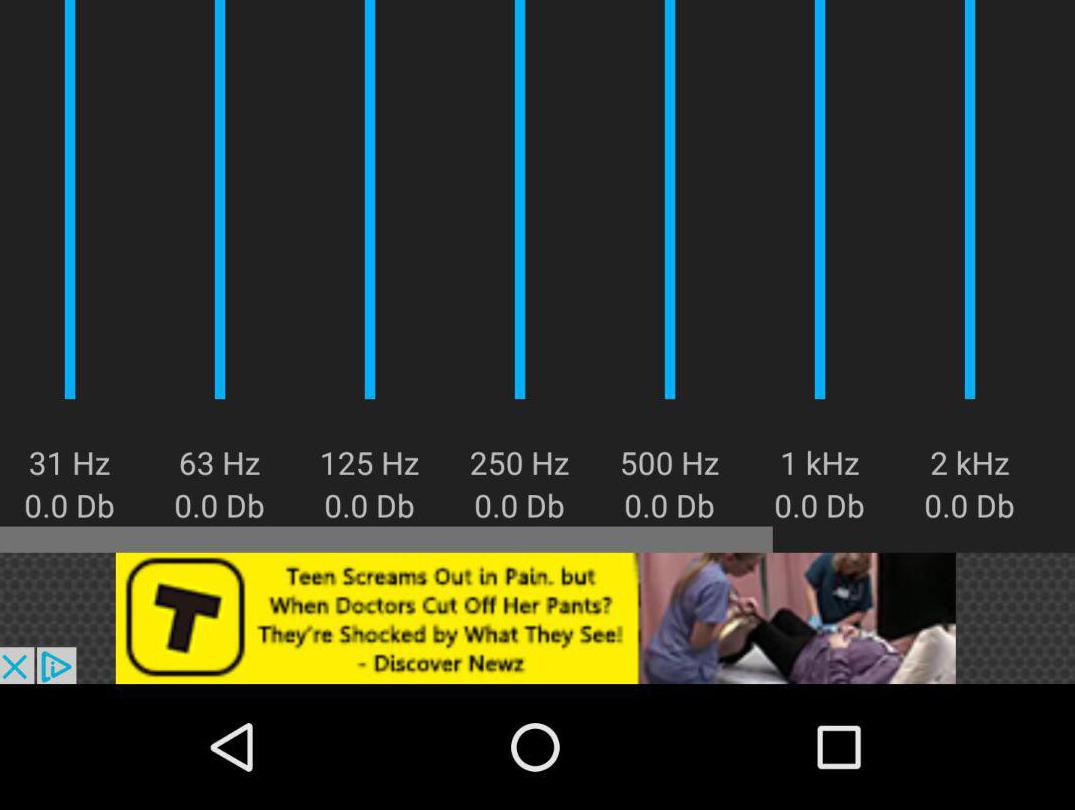 31 Hz 63 Hz 125 Hz 250 Hz 500 Hz 1 kHz 2 kHz
0.0 Db 0.0 Db 0.0 Db 0.0 Db 0.0 Db 0.0 Db 0.0 Db
T
Teen Screams Out in Pain. but
When Doctors Cut Off Her Pants?
They're Shocked by What They See!
- Discover Newz